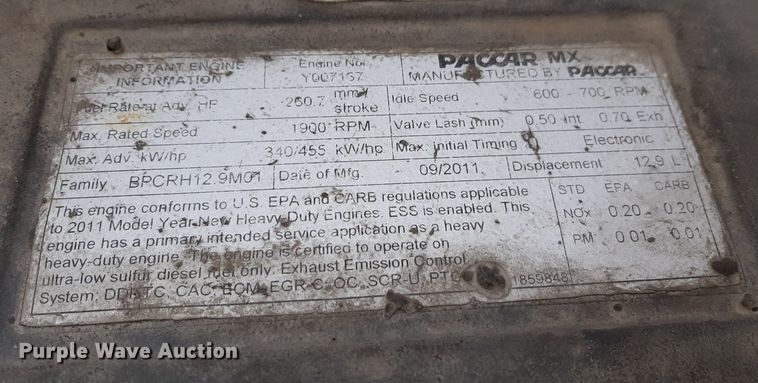 IMPORTANT ENGINE INFORMATION
Engine No. Y007137
PACCAR MX
MANUFACTURED BY PACCAR
Rate at Adv. HF 250.7 mm³/stroke
Idle Speed 600 - 700 RPM
Max. Rated Speed 1900 RPM
Valve Lash (mm) 0.50 Int. 0.70 Exh
Max. Adv. kW/hp 340/455 kW/hp
Max. Initial Timing Electronic
Family BPCRH12.9M01
Date of Mfg. 09/2011
Displacement 12.9 L
This engine conforms to U.S. EPA and CARB regulations applicable
to 2011 Model Year New Heavy-Duty Engines. ESS is enabled. This
engine has a primary intended service application as a heavy
heavy-duty engine. The engine is certified to operate on
ultra-low sulfur diesel fuel only. Exhaust Emission Control
System: CAC, ECM, EGR-C, OC, SCR-U, PTO
STD EPA CARB
NOx 0.20 0.20
PM 0.01 0.01
1859848
Purple Wave Auction